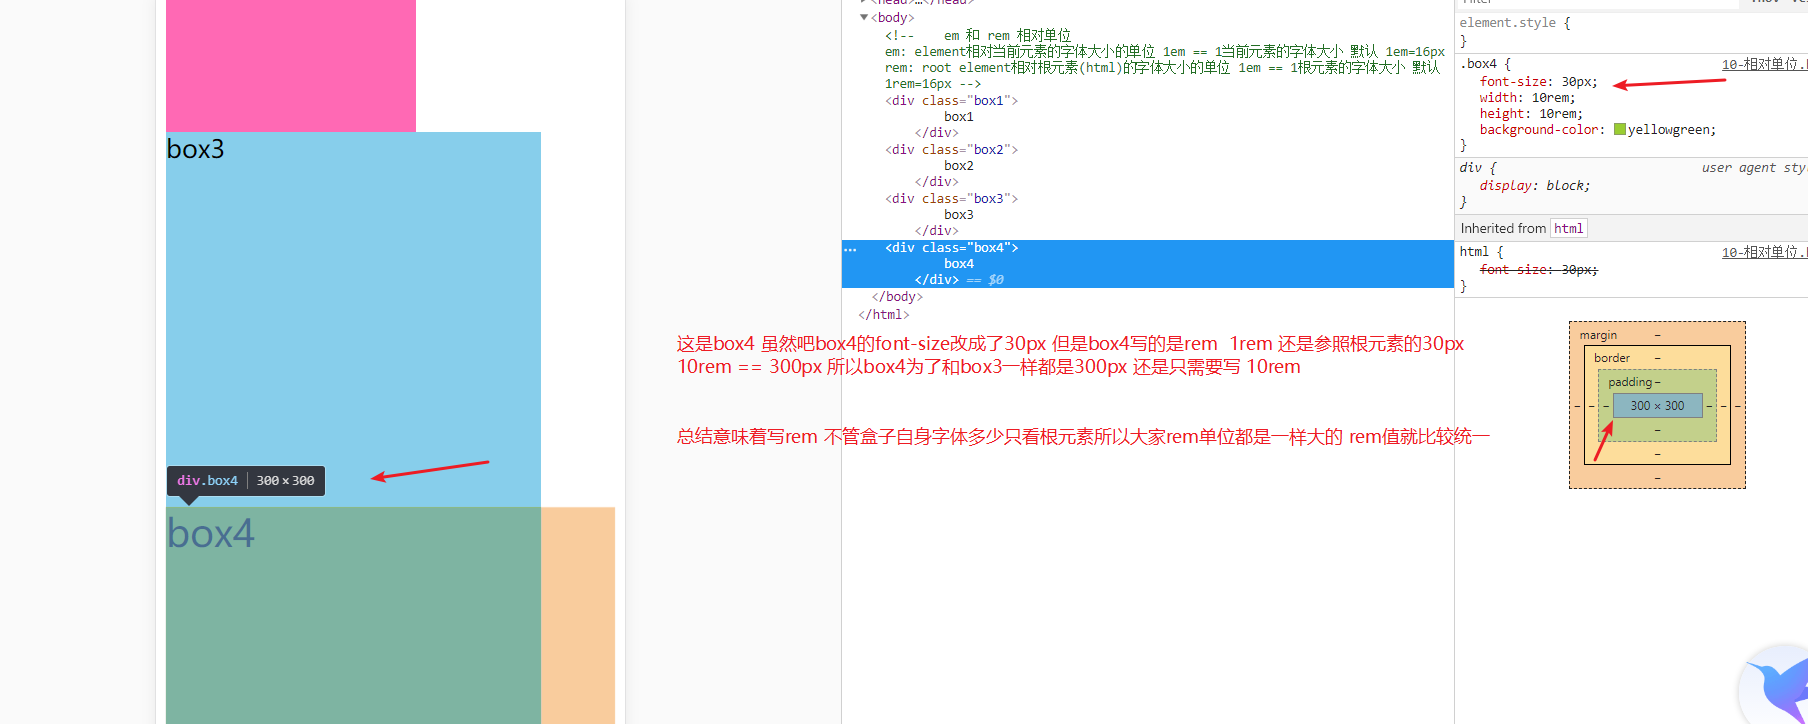 box3
div.box4 300 × 300
box4
<head>…</head>
<body>
<!-- em 和 rem 相对单位
em: element相对当前元素的字体大小的单位 1em == 1当前元素的字体大小 默认 1em=16px
rem: root element相对根元素(html)的字体大小的单位 1em == 1根元素的字体大小 默认
1rem=16px -->
<div class="box1">
box1
</div>
<div class="box2">
box2
</div>
<div class="box3">
box3
</div>
<div class="box4">
box4
</div> == $0
</body>
</html>
这是box4 虽然吧box4的font-size改成了30px 但是box4写的是rem 1rem 还是参照根元素的30px
10rem == 300px 所以box4为了和box3一样都是300px 还是只需要写 10rem
总结意味着写rem 不管盒子自身字体多少只看根元素所以大家rem单位都是一样大的 rem值就比较统一
Filter
element.style {
}
.box4 { 10-相对单位.
font-size: 30px;
width: 10rem;
height: 10rem;
background-color: yellowgreen;
}
div { user agent sty
display: block;
}
Inherited from html
html { 10-相对单位.
font-size: 30px;
}
margin –
border –
padding –
– – – 300 × 300 – – –
–
–
–